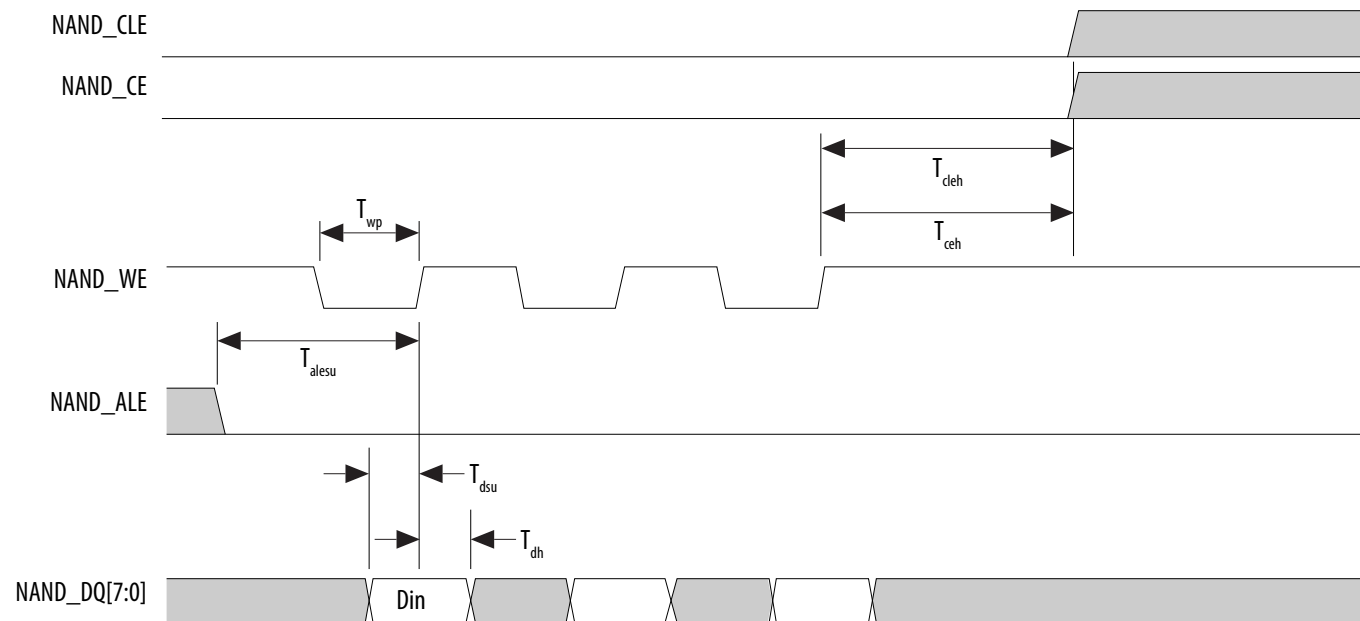 NAND_CLE
NAND_CE
T_cleh
T_wp
T_ceh
NAND_WE
T_alesu
NAND_ALE
T_dsu
T_dh
NAND_DQ[7:0]
Din